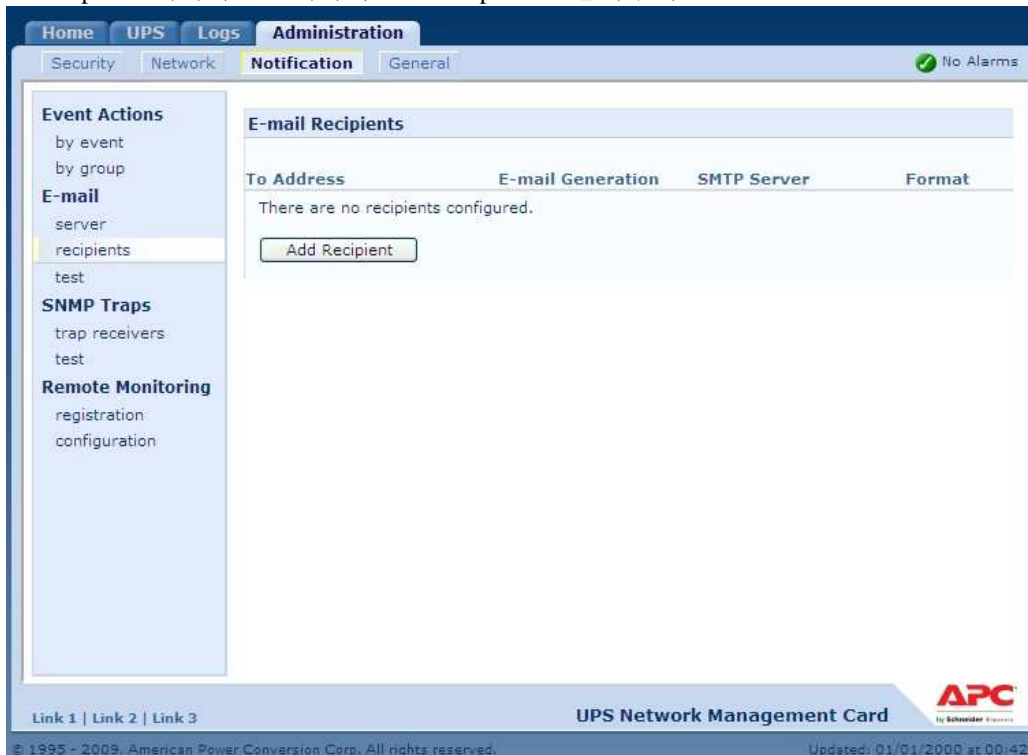 Home UPS Logs Administration
Security Network Notification General No Alarms
Event Actions
by event
by group
E-mail
server
recipients
test
SNMP Traps
trap receivers
test
Remote Monitoring
registration
configuration
E-mail Recipients
To Address E-mail Generation SMTP Server Format
There are no recipients configured.
Add Recipient
Link 1 | Link 2 | Link 3
UPS Network Management Card
APC
by Schneider Electric
© 1995 - 2009, American Power Conversion Corp. All rights reserved.
Updated: 01/01/2000 at 00:42